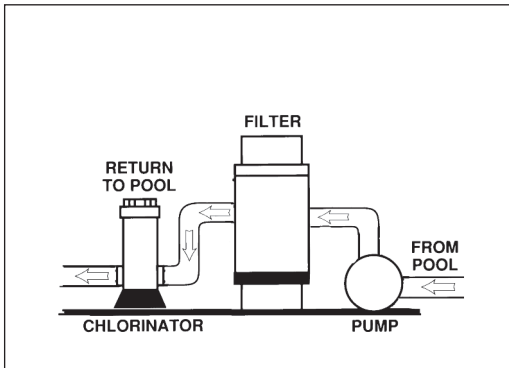 FILTER
RETURN
TO POOL
FROM
POOL
CHLORINATOR
PUMP